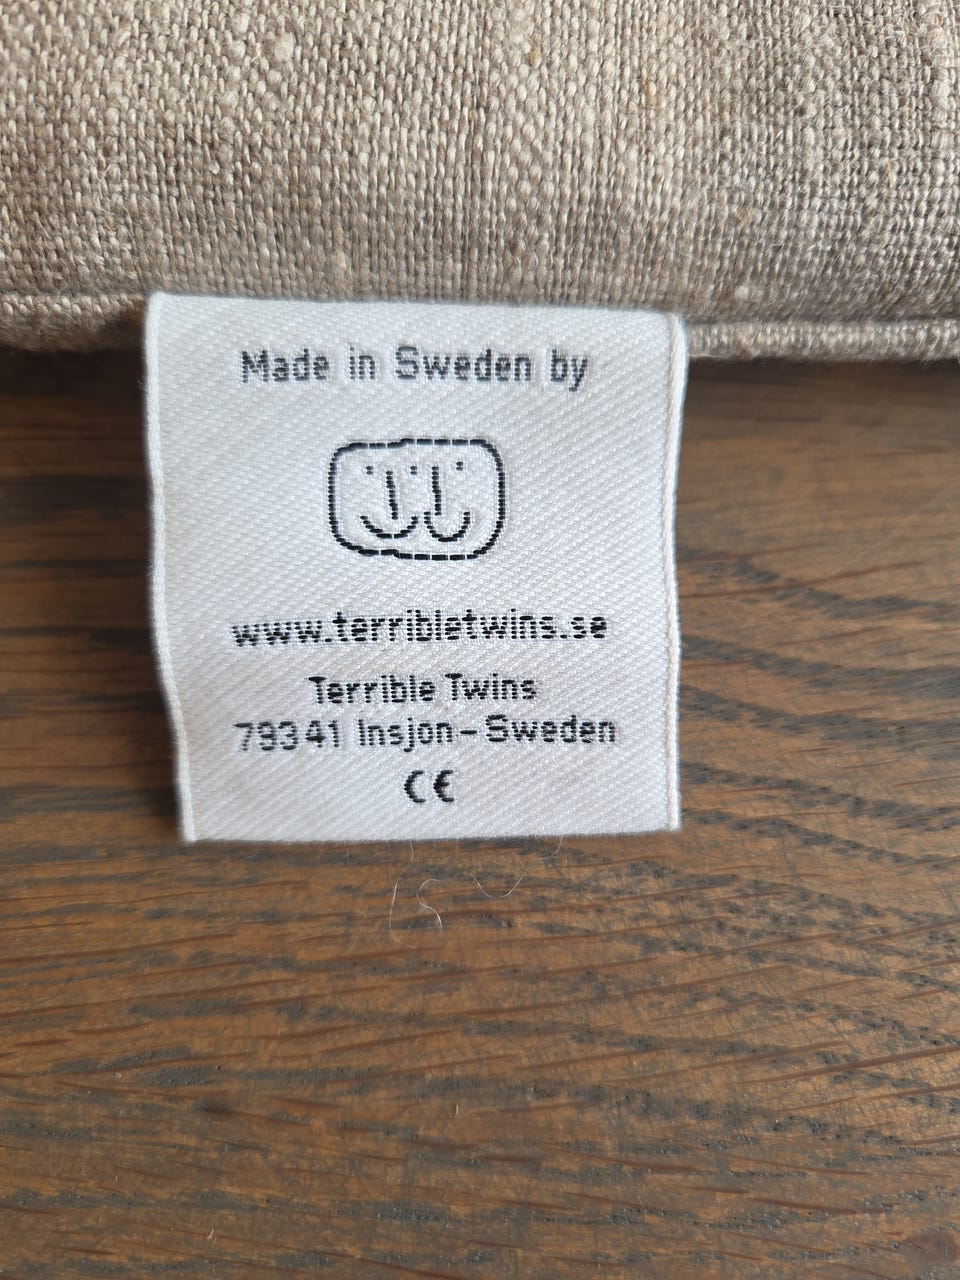 Made in Sweden by
www.terribletwins.se
Terrible Twins
79341 Insjon-Sweden
CE